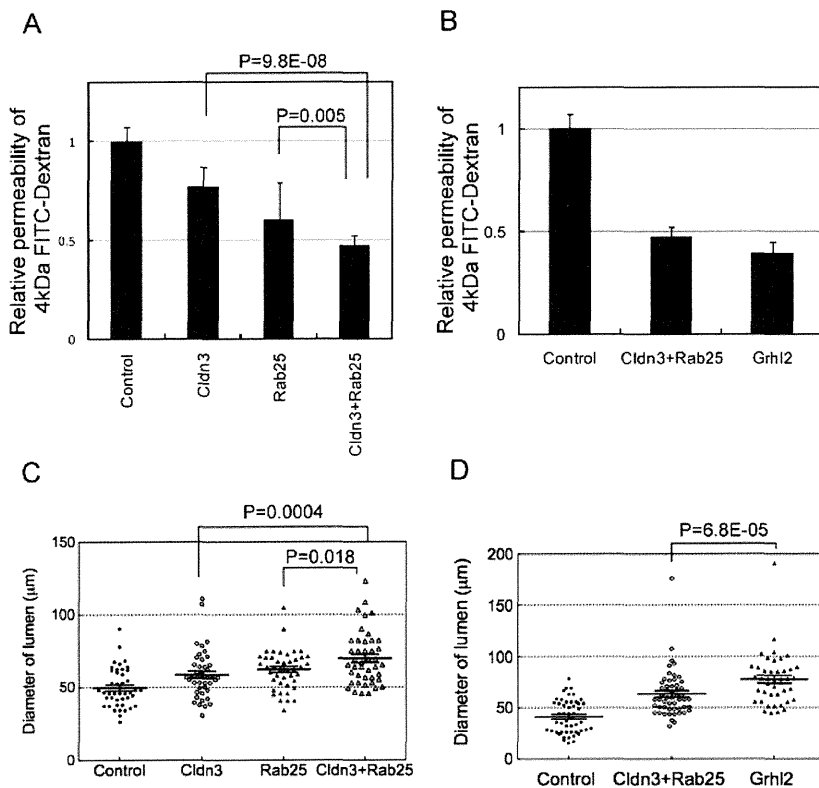 A
P=9.8E-08
P=0.005
Relative permeability of
4kDa FITC-Dextran
1
0.5
0
Control
Cldn3
Rab25
Cldn3+Rab25
B
Relative permeability of
4kDa FITC-Dextran
1
0.5
0
Control
Cldn3+Rab25
Grhl2
C
P=0.0004
P=0.018
Diameter of lumen (μm)
150
100
50
0
Control
Cldn3
Rab25
Cldn3+Rab25
D
P=6.8E-05
Diameter of lumen (μm)
200
150
100
50
0
Control
Cldn3+Rab25
Grhl2